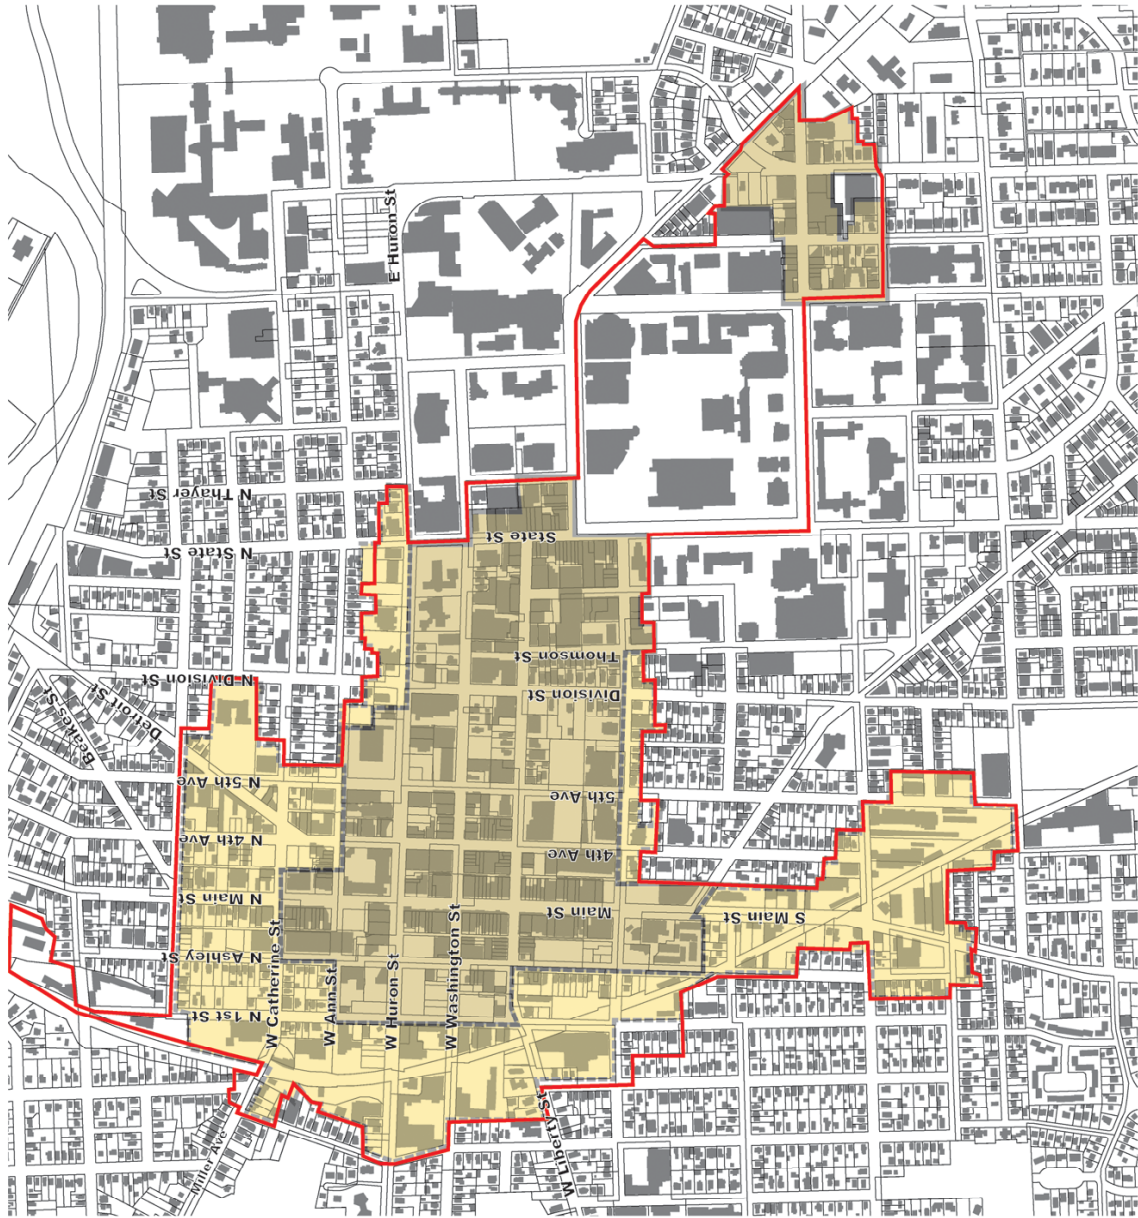 E Huron St
N Thayer St
N State St
State St
N Division St
Detroit St
Beakes St
Thomson St
Division St
N 5th Ave
5th Ave
N 4th Ave
4th Ave
N Main St
Main St
S Main St
N Ashley St
N 1st St
W Catherine St
W Ann St
W Huron St
W Washington St
W Liberty St
Miller Ave